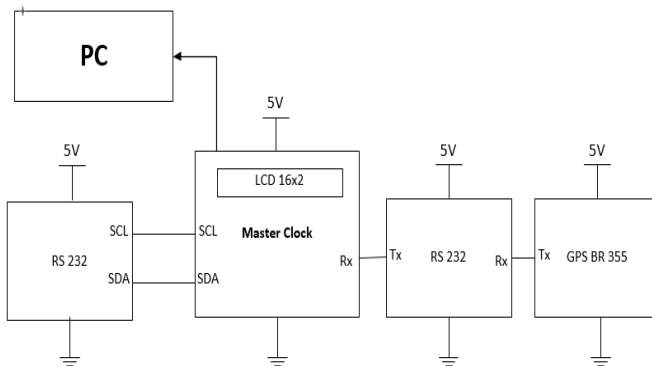 PC
5V
LCD 16x2
Master Clock
SCL
SDA
Rx
5V
RS 232
SCL
SDA
5V
Tx
RS 232
Rx
5V
Tx
GPS BR 355